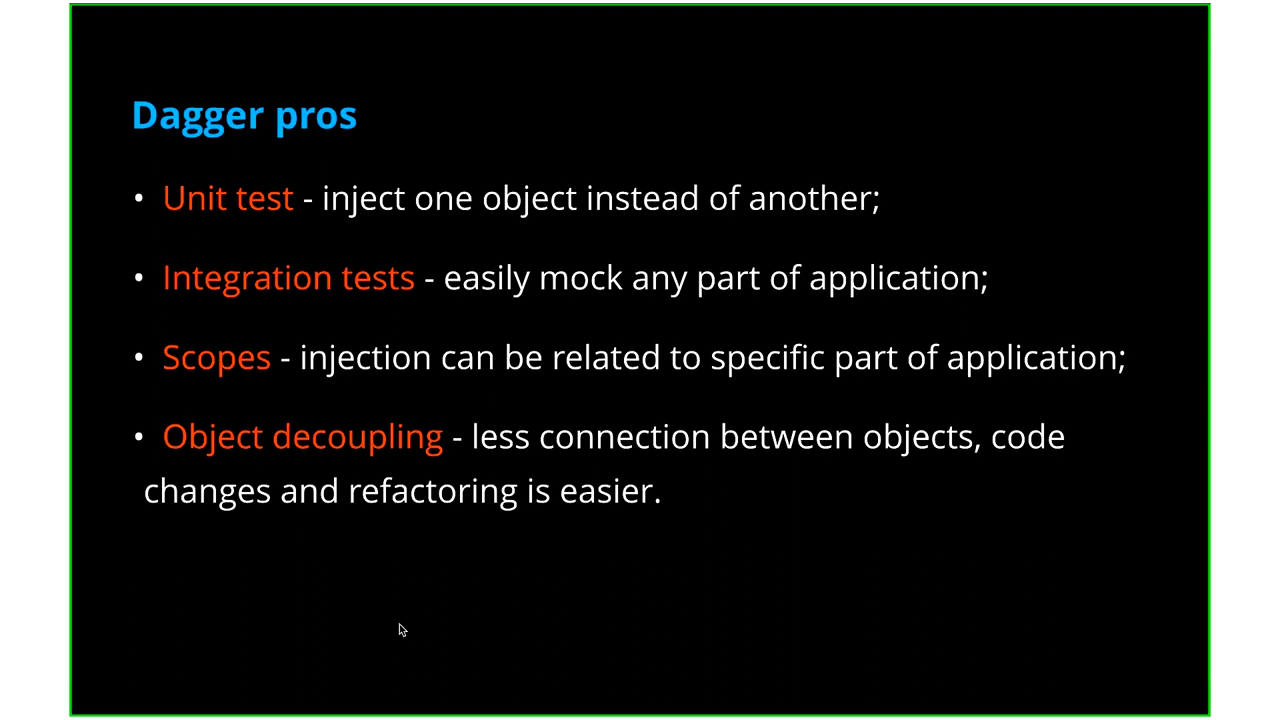 Dagger pros
• Unit test - inject one object instead of another;
• Integration tests - easily mock any part of application;
• Scopes - injection can be related to specific part of application;
• Object decoupling - less connection between objects, code
changes and refactoring is easier.